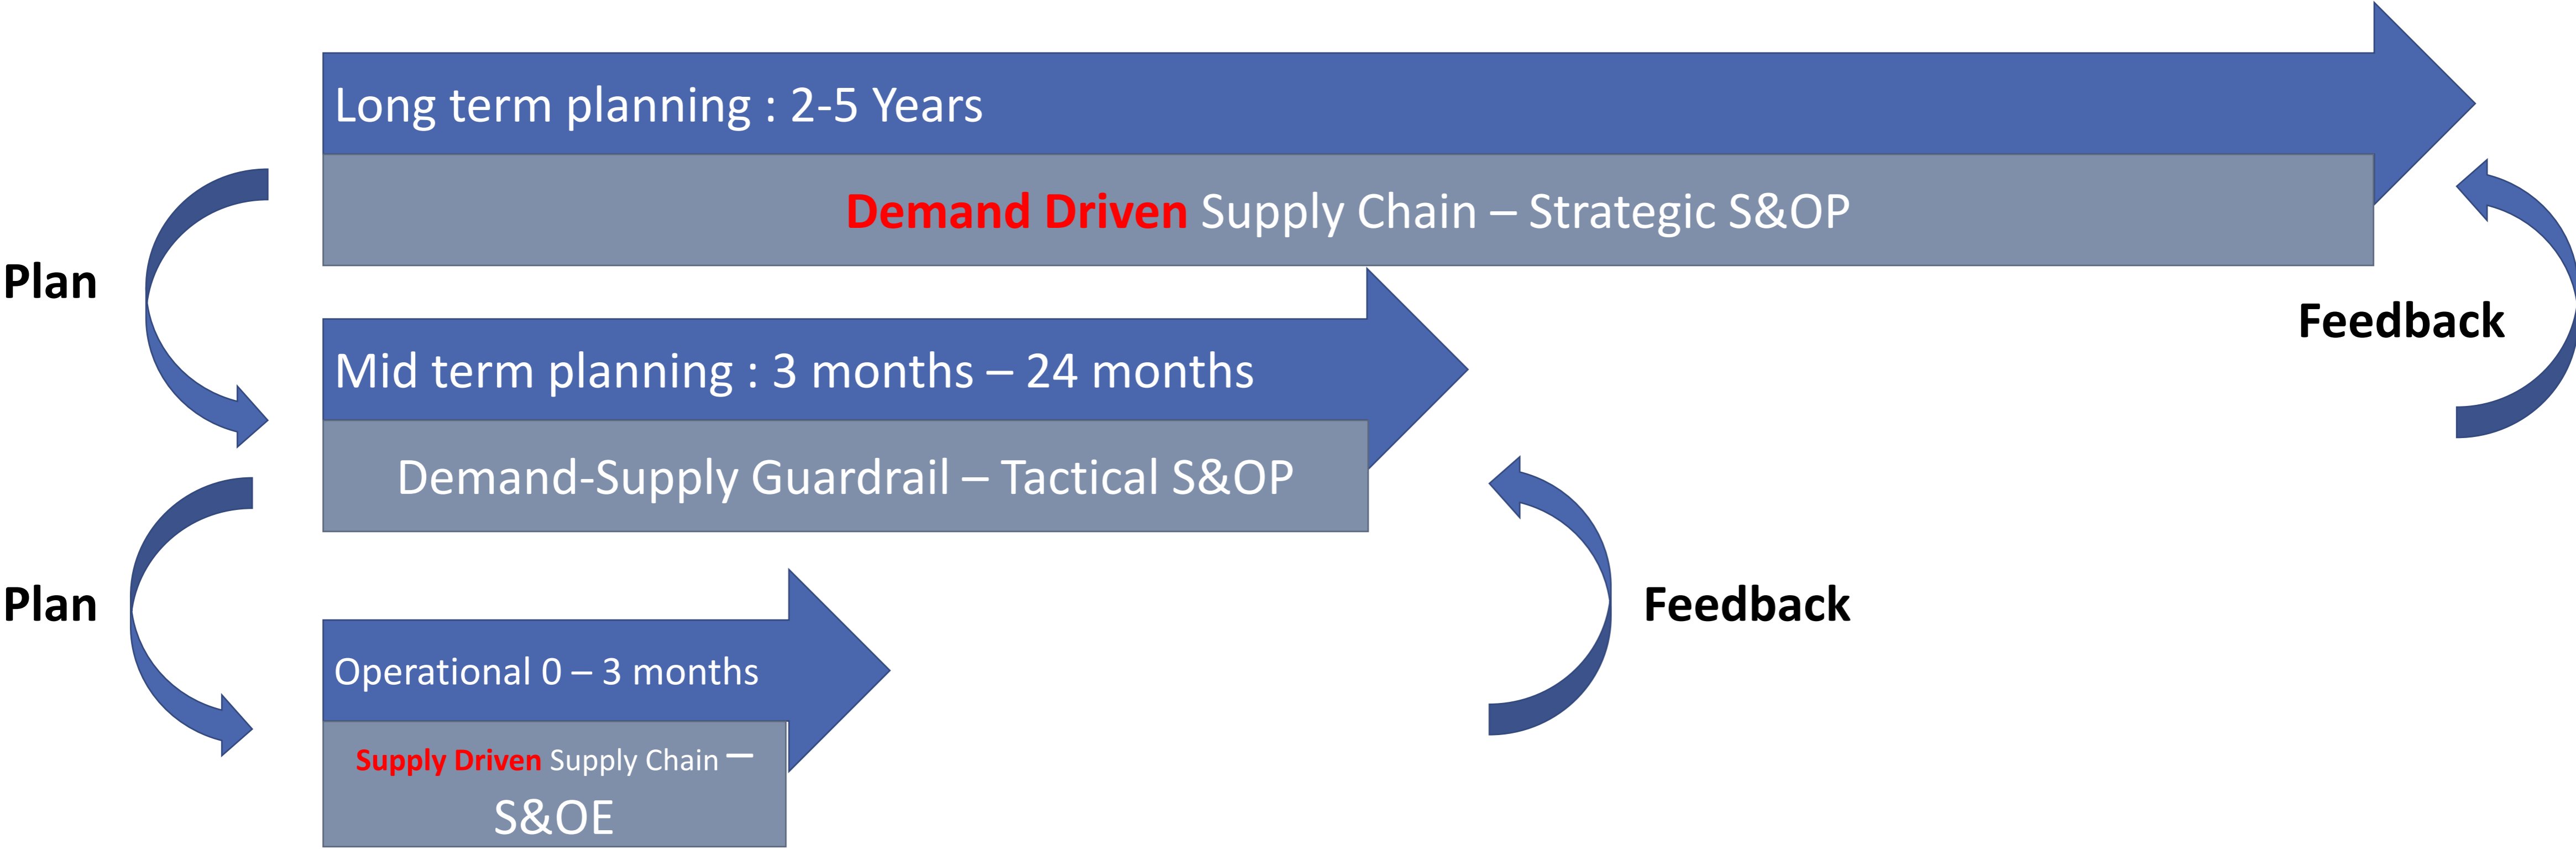 Long term planning : 2-5 Years
Demand Driven Supply Chain – Strategic S&OP
Plan
Feedback
Mid term planning : 3 months – 24 months
Demand-Supply Guardrail – Tactical S&OP
Plan
Feedback
Operational 0 – 3 months
Supply Driven Supply Chain –
S&OE